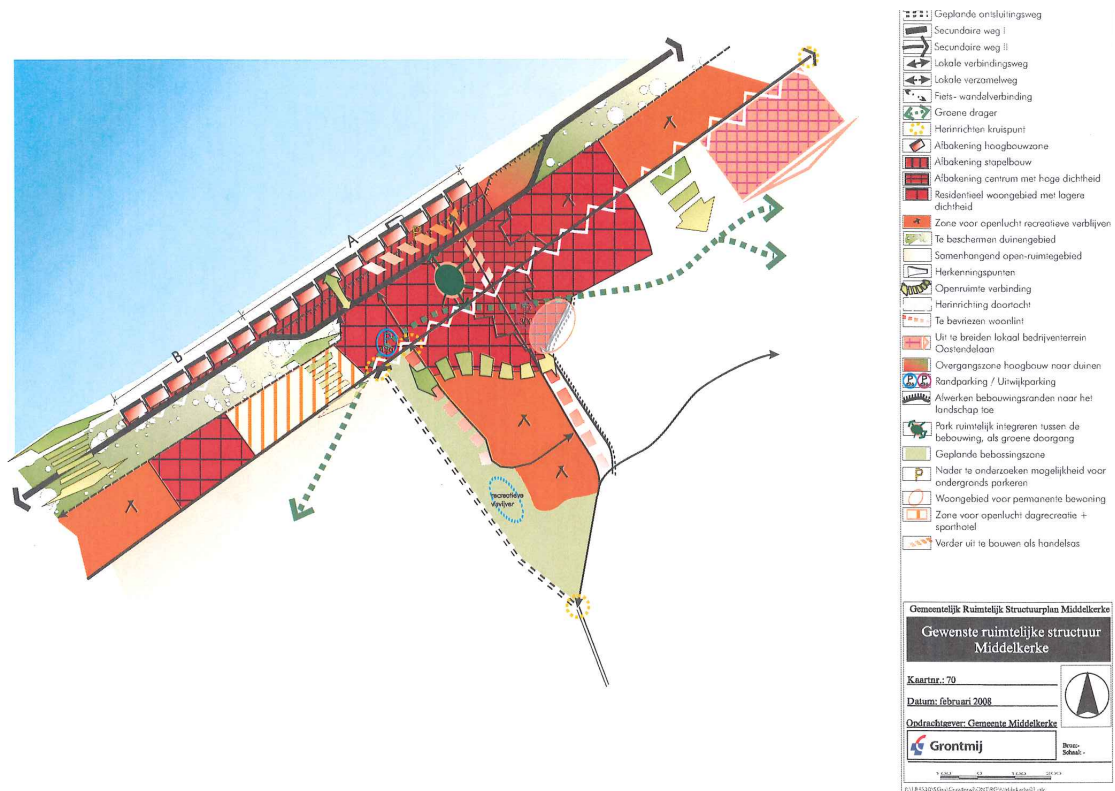 A
B
recreatieve
visvijver
Geplande ontsluitingsweg
Secundaire weg I
Secundaire weg II
Lokale verbindingsweg
Lokale verzamelweg
Fiets- wandelverbinding
Groene drager
Herinrichten kruispunt
Afbakening hoogbouwzone
Afbakening stapelbouw
Afbakening centrum met hoge dichtheid
Residentieel woongebied met lagere
dichtheid
Zone voor openlucht recreatieve verblijven
Te beschermen duinengebied
Samenhangend open-ruimtegebied
Herkenningspunten
Openruimte verbinding
Herinrichting doortocht
Te bevriezen woonlint
Uit te breiden lokaal bedrijventerrein
Oostendelaan
Overgangszone hoogbouw naar duinen
Randparking / Uitwijkparking
Afwerken bebouwingsranden naar het
landschap toe
Park ruimtelijk integreren tussen de
bebouwing, als groene doorgang
Geplande bebossingszone
P
Nader te onderzoeken mogelijkheid voor
ondergronds parkeren
Woongebied voor permanente bewoning
Zone voor openlucht dagrecreatie +
sporthotel
Verder uit te bouwen als handelsas
Gemeentelijk Ruimtelijk Structuurplan Middelkerke
Gewenste ruimtelijke structuur
Middelkerke
Kaartnr.: 70
Datum: februari 2008
Opdrachtgever: Gemeente Middelkerke
Grontmij
Bron:-
Schaal: -
100 0 100 200